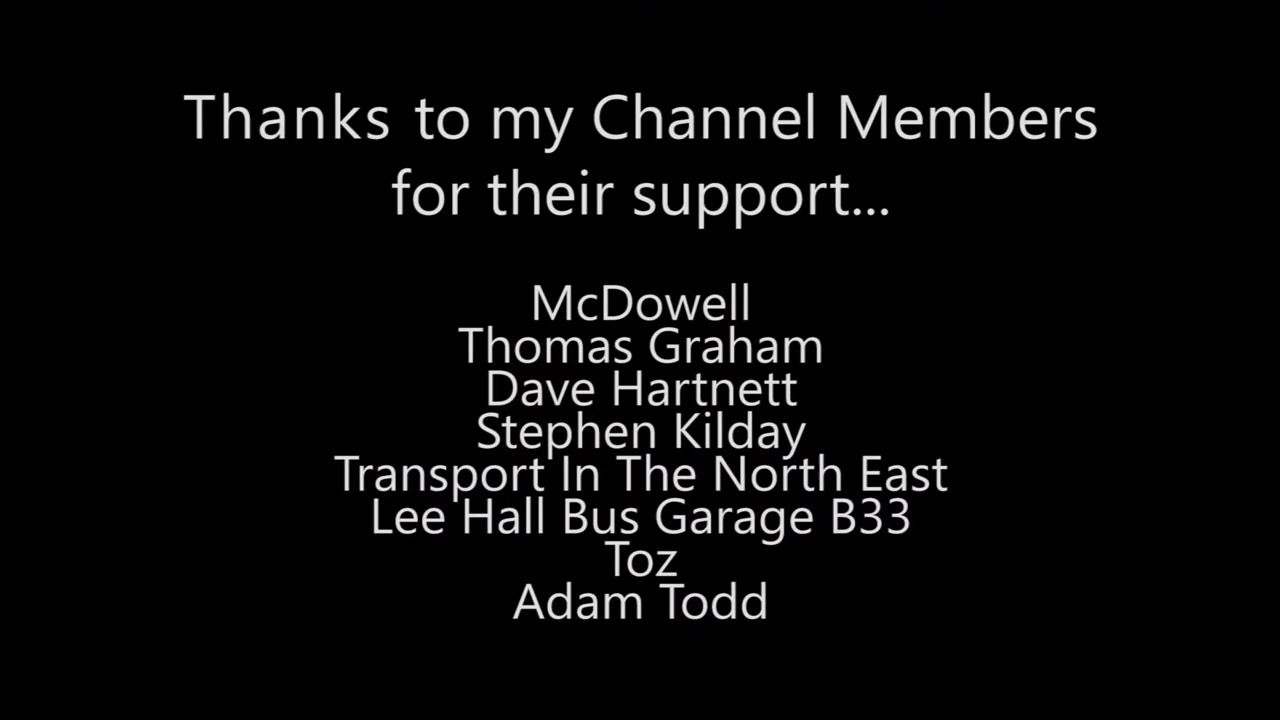 Thanks to my Channel Members
for their support...
McDowell
Thomas Graham
Dave Hartnett
Stephen Kilday
Transport In The North East
Lee Hall Bus Garage B33
Toz
Adam Todd